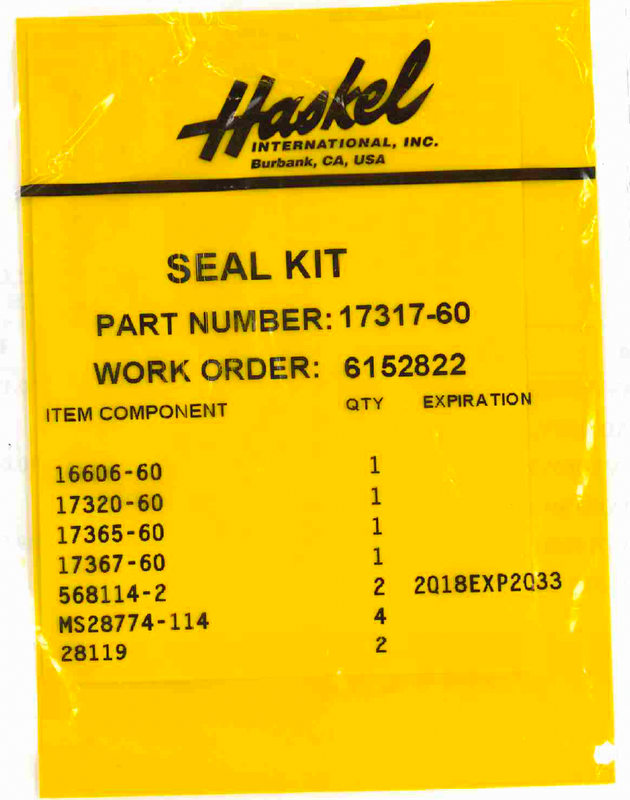 Haskel
INTERNATIONAL, INC.
Burbank, CA, USA
SEAL KIT
PART NUMBER: 17317-60
WORK ORDER: 6152822
ITEM COMPONENT QTY EXPIRATION
16606-60 1
17320-60 1
17365-60 1
17367-60 1
568114-2 2 2Q18EXP2Q33
MS28774-114 4
28119 2